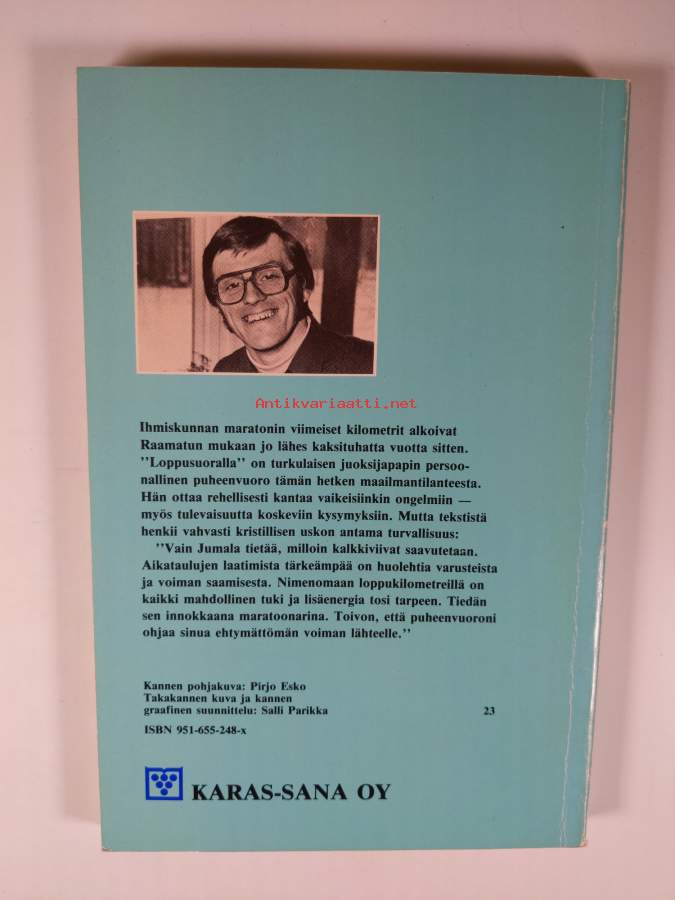 Antikvariaatti.net
Ihmiskunnan maratonin viimeiset kilometrit alkoivat
Raamatun mukaan jo lähes kaksituhatta vuotta sitten.
''Loppusuoralla'' on turkulaisen juoksijapapin persoo-
nallinen puheenvuoro tämän hetken maailmantilanteesta.
Hän ottaa rehellisesti kantaa vaikeisiinkin ongelmiin —
myös tulevaisuutta koskeviin kysymyksiin. Mutta tekstistä
henkii vahvasti kristillisen uskon antama turvallisuus:
''Vain Jumala tietää, milloin kalkkiviivat saavutetaan.
Aikataulujen laatimista tärkeämpää on huolehtia varusteista
ja voiman saamisesta. Nimenomaan loppukilometreillä on
kaikki mahdollinen tuki ja lisäenergia tosi tarpeen. Tiedän
sen innokkaana maratoonarina. Toivon, että puheenvuoroni
ohjaa sinua ehtymättömän voiman lähteelle.''
Kannen pohjakuva: Pirjo Esko
Takakannen kuva ja kannen
graafinen suunnittelu: Salli Parikka 23
ISBN 951-655-248-x
KARAS-SANA OY